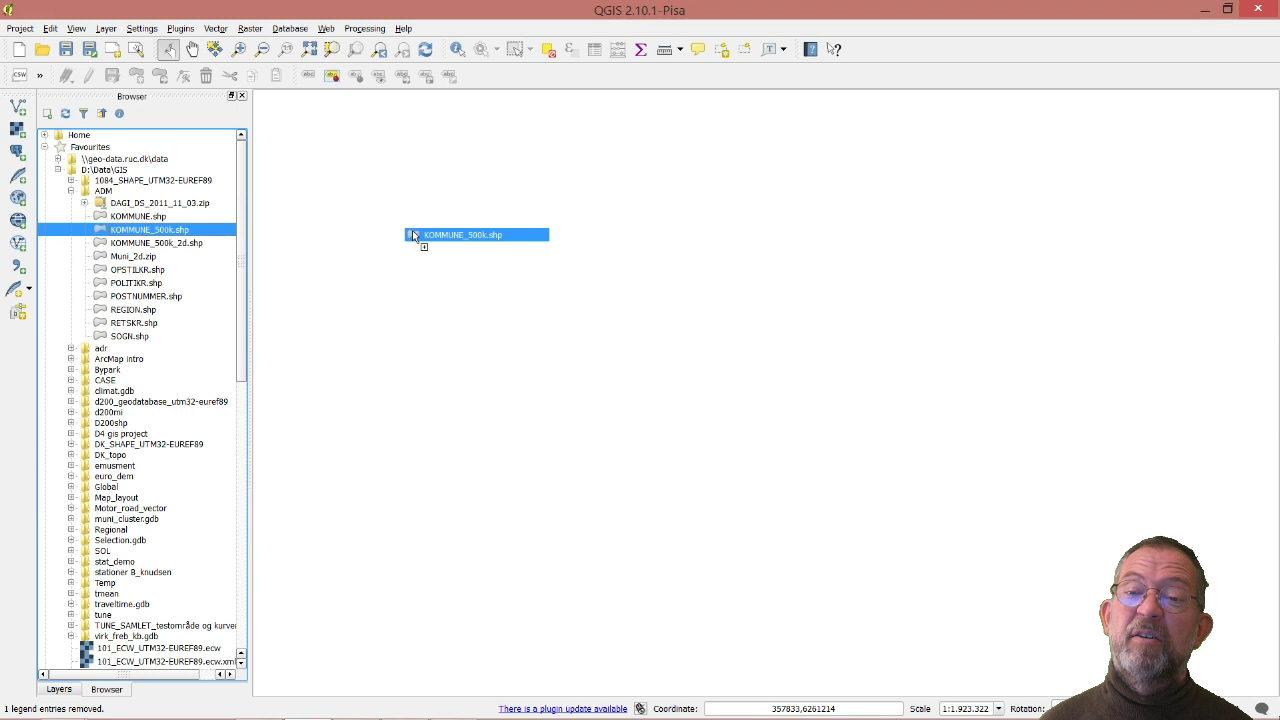 QGIS 2.10.1-Pisa
Project Edit View Layer Settings Plugins Vector Raster Database Web Processing Help
CSW »
Browser
Home
Favourites
\\geo-data.ruc.dk\data
D:\Data\GIS
1084_SHAPE_UTM32-EUREF89
ADM
DAGI_DS_2011_11_03.zip
KOMMUNE.shp
KOMMUNE_500k.shp
KOMMUNE_500k.shp
KOMMUNE_500k_2d.shp
Muni_2d.zip
OPSTILKR.shp
POLITIKR.shp
POSTNUMMER.shp
REGION.shp
RETSKR.shp
SOGN.shp
adr
ArcMap intro
Bypark
CASE
climat.gdb
d200_geodatabase_utm32-euref89
d200mi
D200shp
D4 gis project
DK_SHAPE_UTM32-EUREF89
DK_topo
emusment
euro_dem
Global
Map_layout
Motor_road_vector
muni_cluster.gdb
Regional
Selection.gdb
SOL
stat_demo
stationer B_knudsen
Temp
tmean
traveltime.gdb
tune
TUNE_SAMLET_testområde og kurve
virk_freb_kb.gdb
101_ECW_UTM32-EUREF89.ecw
101_ECW_UTM32-EUREF89.ecw.xml
Layers Browser
1 legend entries removed. There is a plugin update available Coordinate: 357833,6261214 Scale 1:1.923.322 Rotation: